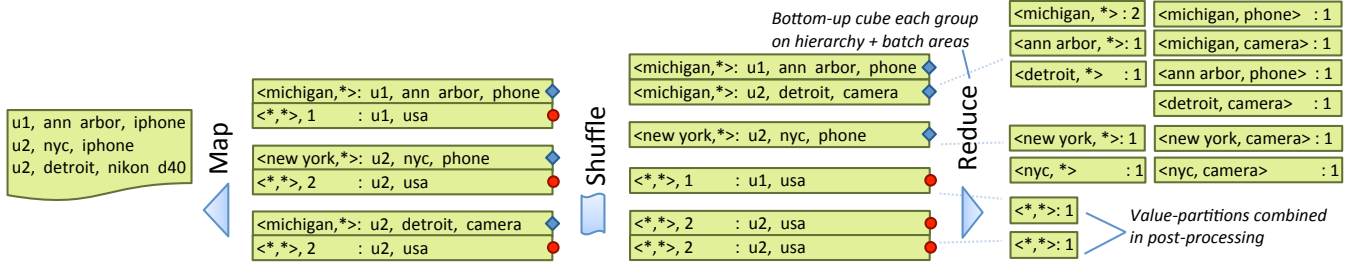 u1, ann arbor, iphone
u2, nyc, iphone
u2, detroit, nikon d40
Map
<michigan,*>: u1, ann arbor, phone
<*,*>, 1 : u1, usa
<new york,*>: u2, nyc, phone
<*,*>, 2 : u2, usa
<michigan,*>: u2, detroit, camera
<*,*>, 2 : u2, usa
Shuffle
Bottom-up cube each group
on hierarchy + batch areas
<michigan,*>: u1, ann arbor, phone
<michigan,*>: u2, detroit, camera
<new york,*>: u2, nyc, phone
<*,*>, 1 : u1, usa
<*,*>, 2 : u2, usa
<*,*>, 2 : u2, usa
Reduce
<michigan, *> : 2
<ann arbor, *>: 1
<detroit, *> : 1
<michigan, phone> : 1
<michigan, camera> : 1
<ann arbor, phone> : 1
<detroit, camera> : 1
<new york, *>: 1
<nyc, *> : 1
<new york, camera> : 1
<nyc, camera> : 1
<*,*>: 1
<*,*>: 1
Value-partitions combined
in post-processing